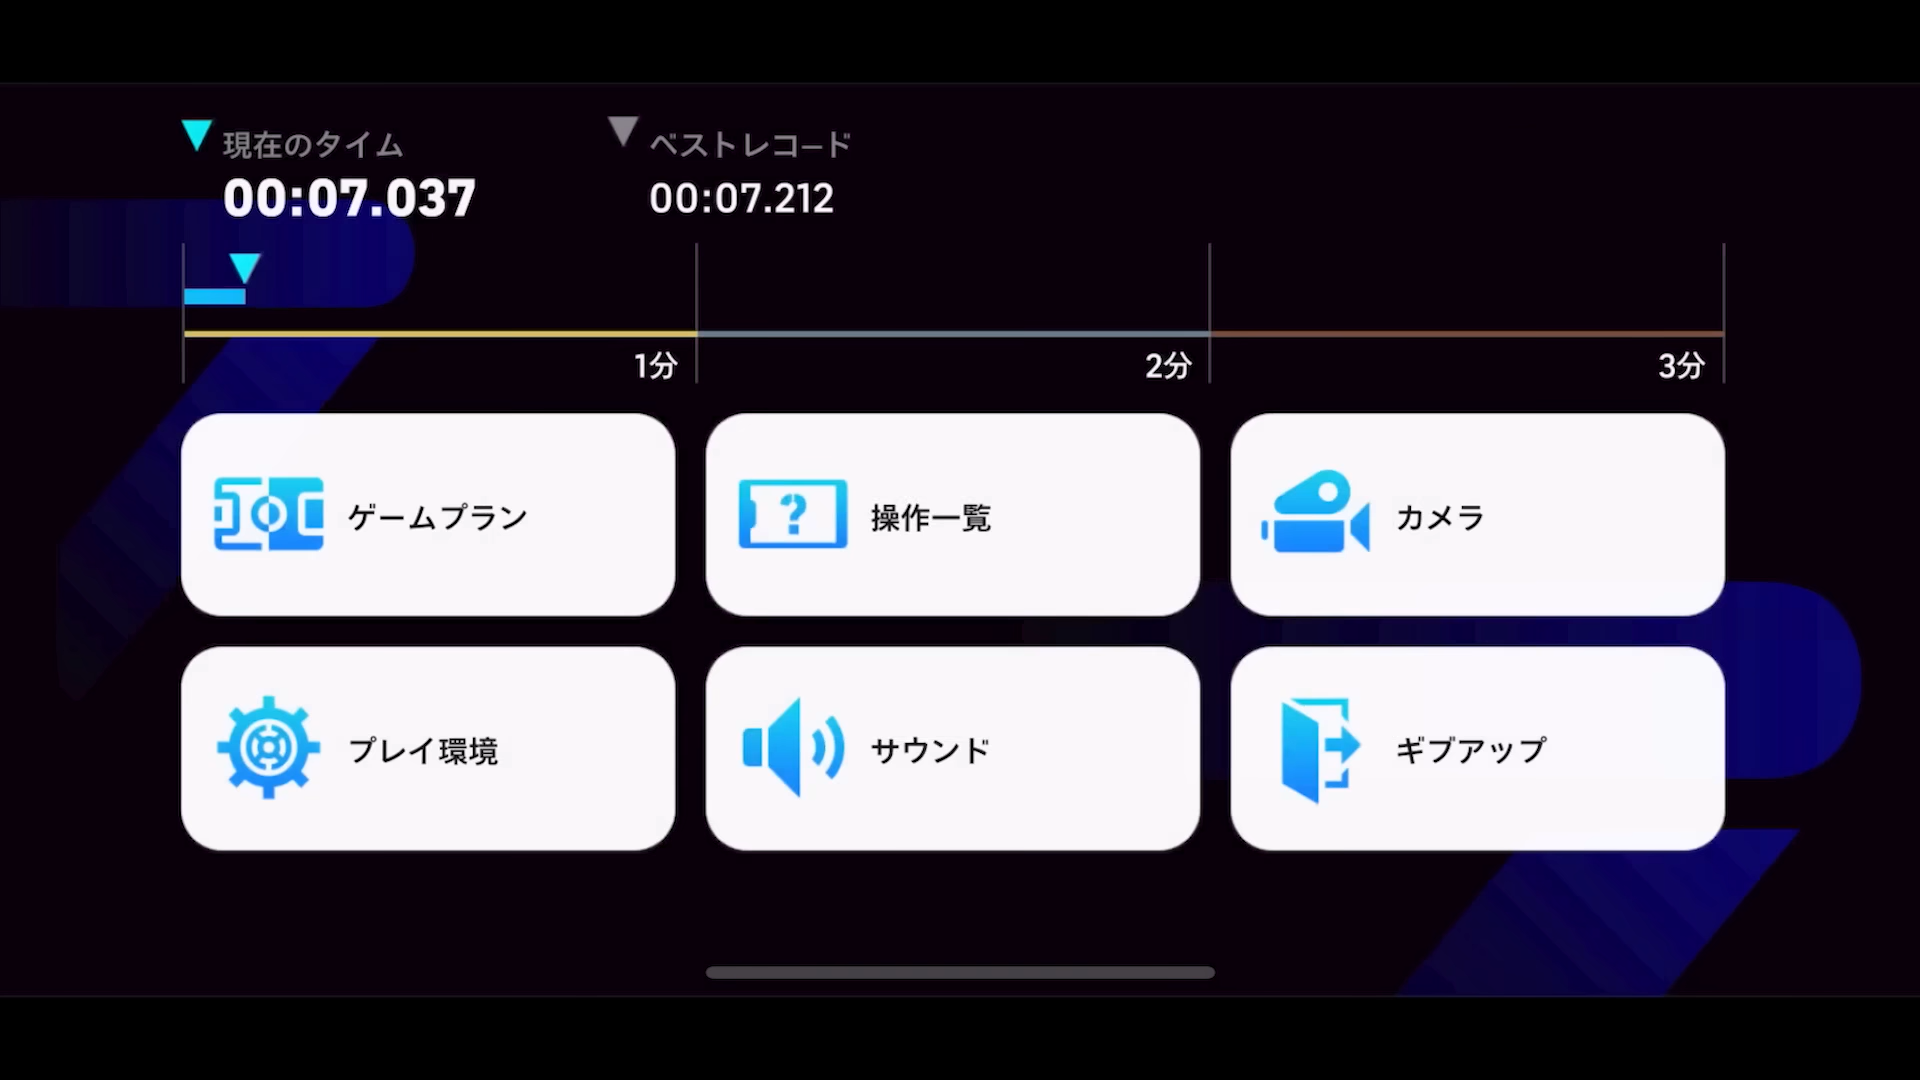 現在のタイム
ベストレコード
00:07.037
00:07.212
1分
2分
3分
ゲームプラン
?
操作一覧
カメラ
プレイ環境
サウンド
ギブアップ